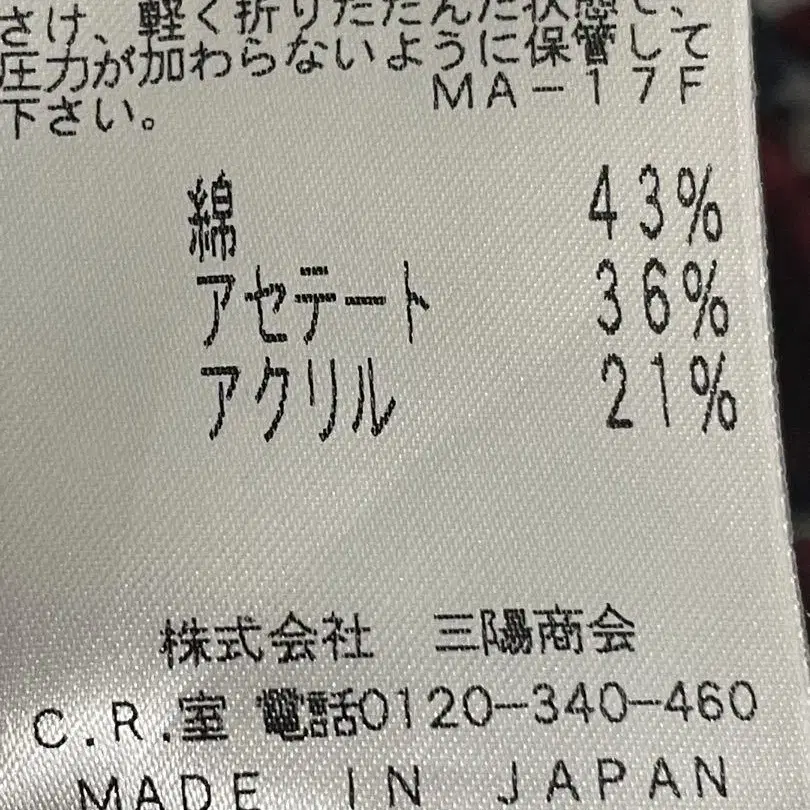 さけ、軽く折りたたんだ状態で、
圧力が加わらないように保管して
下さい。
MA-17F
綿 43%
アセテート 36%
アクリル 21%
株式会社 三陽商会
C.R.室 電話0120-340-460
MADE IN JAPAN